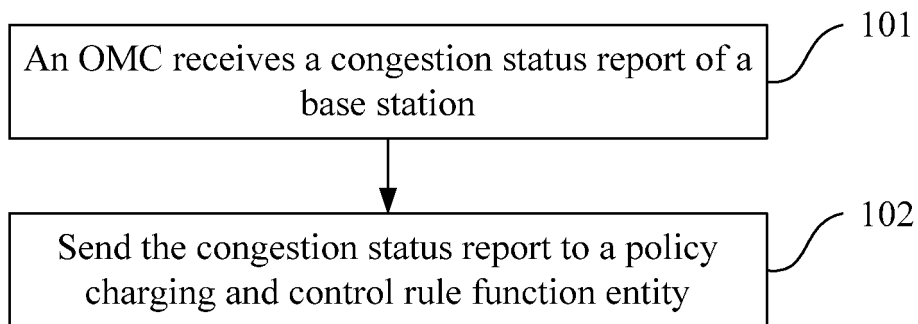 101
An OMC receives a congestion status report of a
base station
102
Send the congestion status report to a policy
charging and control rule function entity